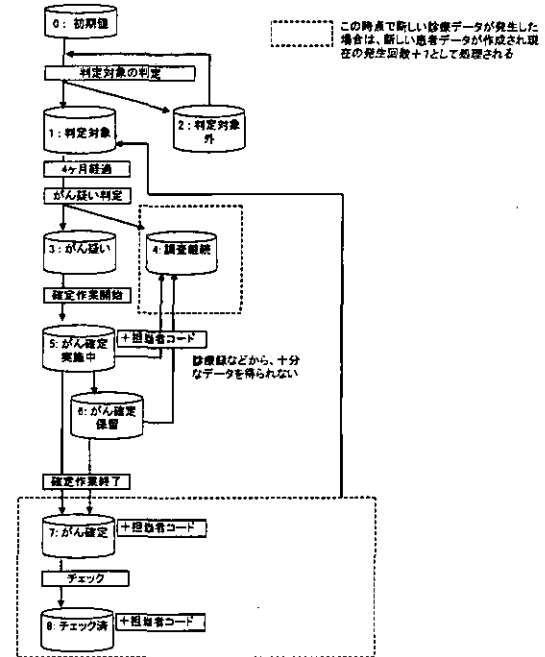 0：初期値
この時点で新しい診療データが発生した
場合は、新しい患者データが作成され現
在の発生回数＋1として処理される
判定対象の判定
1：判定対象
2：判定対象
外
4ヶ月経過
がん疑い判定
3：がん疑い
4：調査継続
確定作業開始
5：がん確定
実施中
＋担当者コード
診療録などから、十分
なデータを得られない
6：がん確定
保留
確定作業終了
7：がん確定
＋担当者コード
チェック
8：チェック済
＋担当者コード